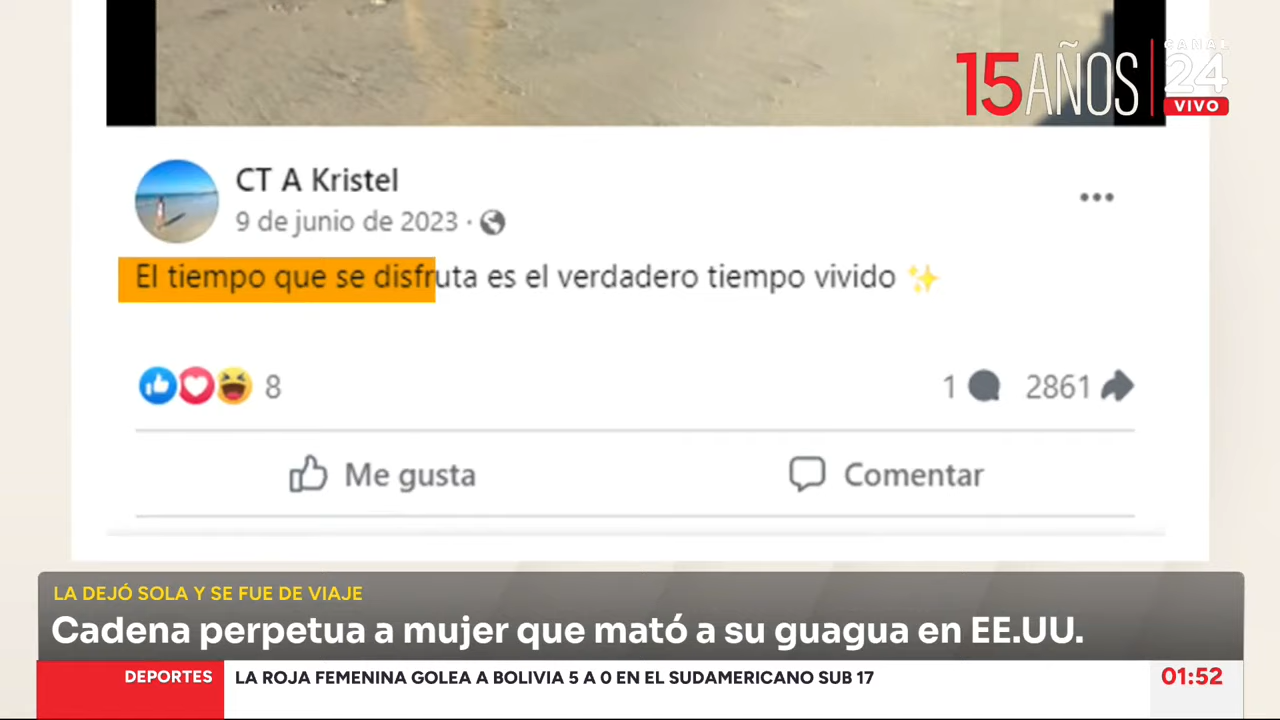 15 AÑOS
CANAL
24
VIVO
CT A Kristel
9 de junio de 2023 ·
El tiempo que se disfruta es el verdadero tiempo vivido ✨
8
1
2861
Me gusta
Comentar
LA DEJÓ SOLA Y SE FUE DE VIAJE
Cadena perpetua a mujer que mató a su guagua en EE.UU.
DEPORTES
LA ROJA FEMENINA GOLEA A BOLIVIA 5 A 0 EN EL SUDAMERICANO SUB 17
01:52